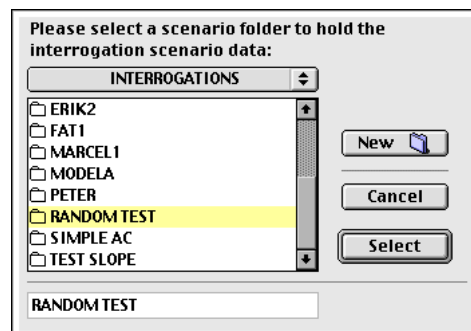 Please select a scenario folder to hold the
interrogation scenario data:
INTERROGATIONS
ERIK2
FAT1
MARCEL1
MODELA
PETER
RANDOM TEST
SIMPLE AC
TEST SLOPE
New
Cancel
Select
RANDOM TEST